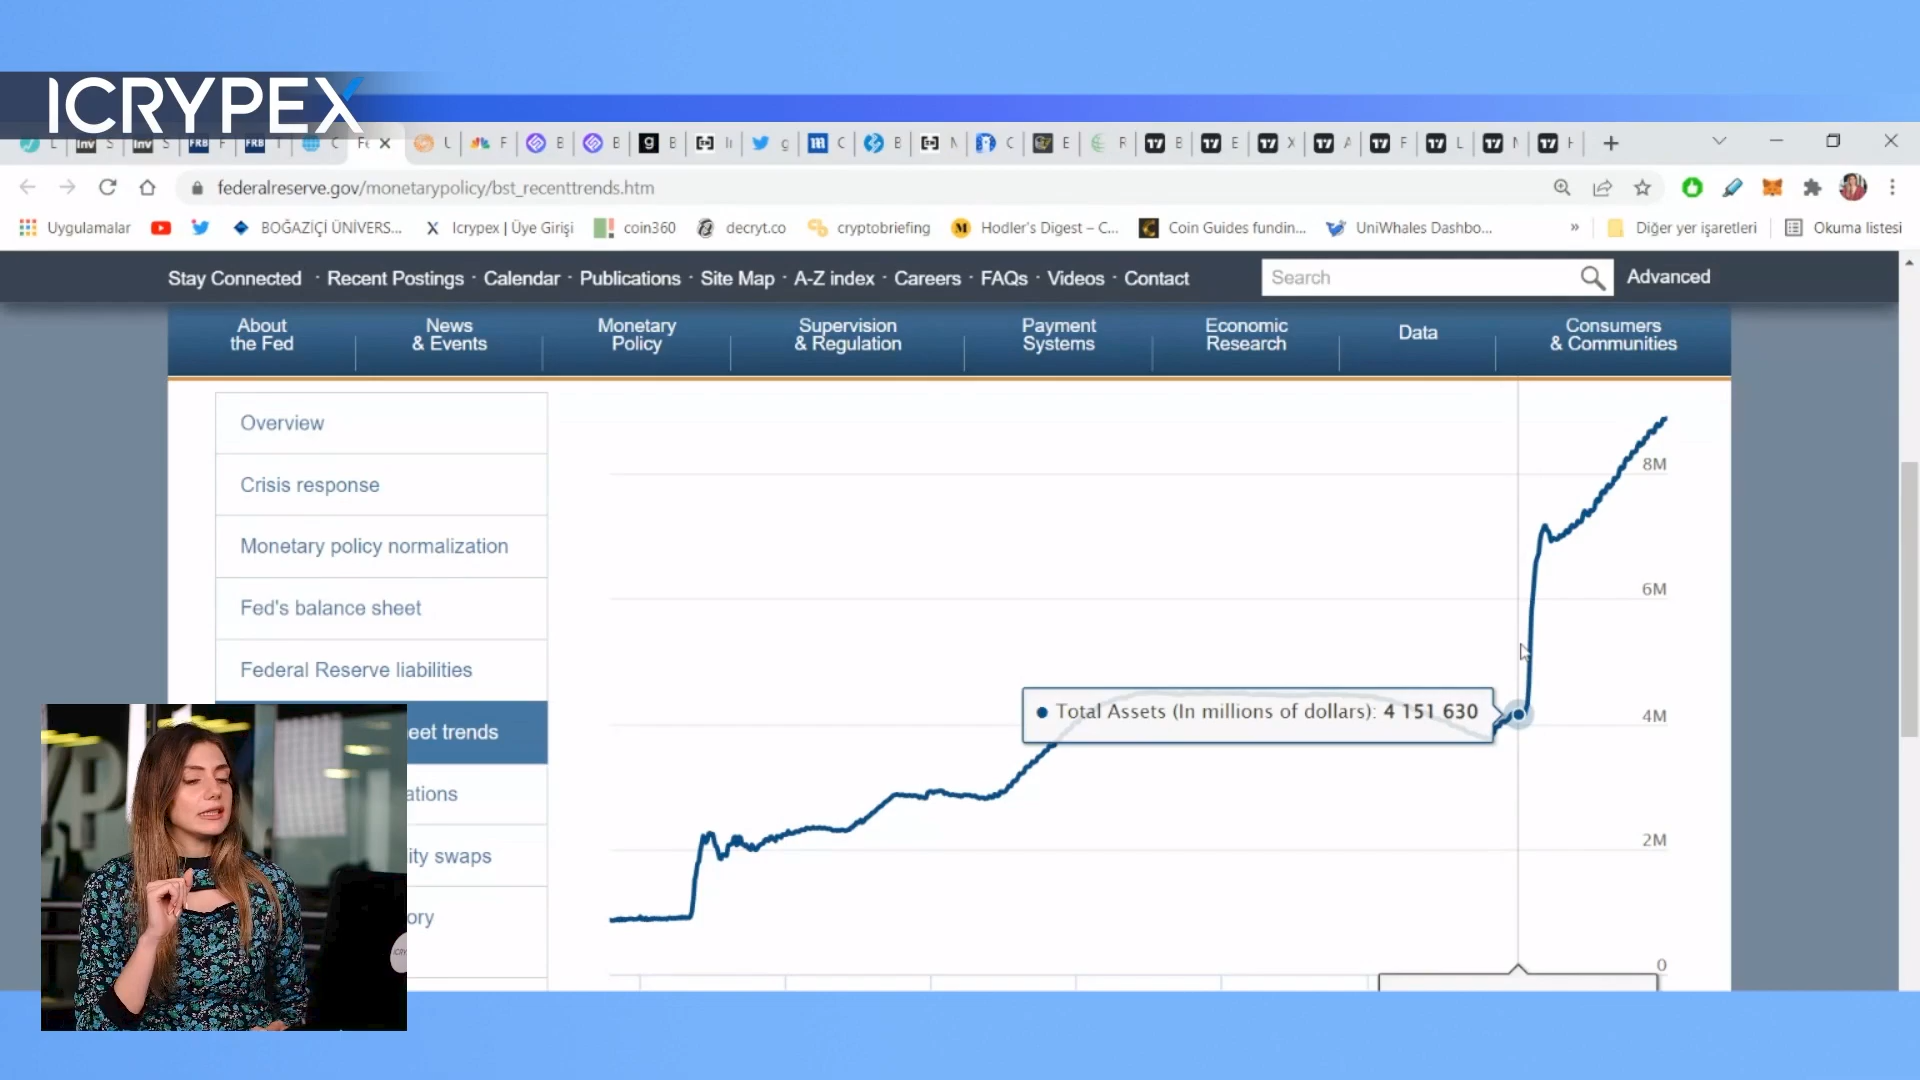 ICRYPEX
federalreserve.gov/monetarypolicy/bst_recenttrends.htm
Uygulamalar
BOĞAZİÇİ ÜNİVERS...
Icrypex | Üye Girişi
coin360
decryt.co
cryptobriefing
Hodler's Digest – C...
Coin Guides fundin...
UniWhales Dashbo...
»
Diğer yer işaretleri
Okuma listesi
Stay Connected · Recent Postings · Calendar · Publications · Site Map · A-Z index · Careers · FAQs · Videos · Contact
Search
Advanced
About
the Fed
News
& Events
Monetary
Policy
Supervision
& Regulation
Payment
Systems
Economic
Research
Data
Consumers
& Communities
Overview
Crisis response
Monetary policy normalization
Fed's balance sheet
Federal Reserve liabilities
eet trends
ations
ity swaps
ory
8M
6M
4M
2M
0
Total Assets (In millions of dollars): 4 151 630